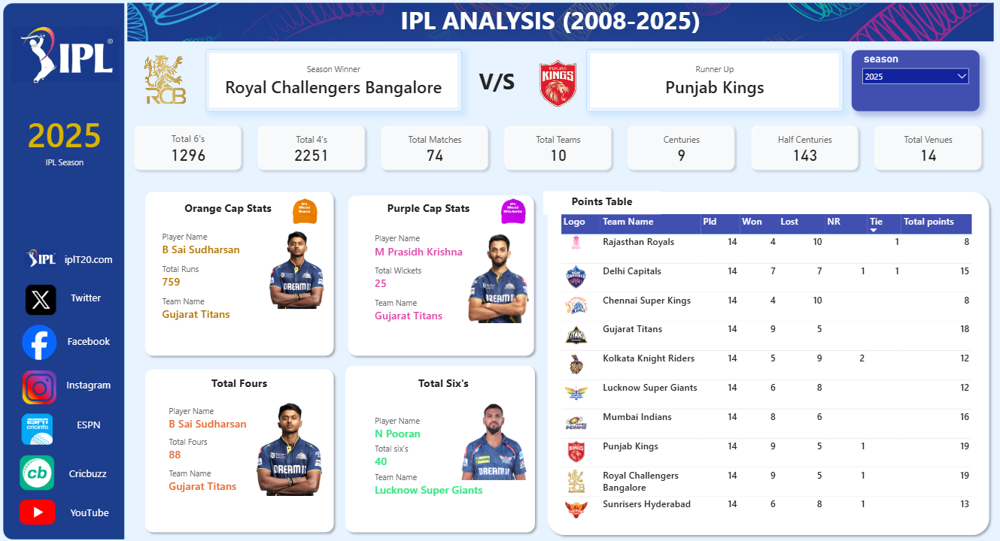 IPL ANALYSIS (2008-2025)
IPL
®
2025
IPL Season
IPL
iplT20.com
Twitter
Facebook
Instagram
ESPN
cricinfo
ESPN
cb
Cricbuzz
YouTube
RCB
Season Winner
Royal Challengers Bangalore
V/S
PUNJAB
KINGS
Runner Up
Punjab Kings
season
2025
Total 6's
1296
Total 4's
2251
Total Matches
74
Total Teams
10
Centuries
9
Half Centuries
143
Total Venues
14
Orange Cap Stats
IPL
Most
Runs
Player Name
B Sai Sudharsan
Total Runs
759
Team Name
Gujarat Titans
DREAM11
Purple Cap Stats
IPL
Most
Wickets
Player Name
M Prasidh Krishna
Total Wickets
25
Team Name
Gujarat Titans
DREAM11
Total Fours
Player Name
B Sai Sudharsan
Total Fours
88
Team Name
Gujarat Titans
DREAM11
Total Six's
Player Name
N Pooran
Total six's
40
Team Name
Lucknow Super Giants
DREAM11
Points Table
Logo Team Name Pld Won Lost NR Tie Total points
Rajasthan Royals 14 4 10 1 8
Delhi Capitals 14 7 7 1 1 15
Chennai Super Kings 14 4 10 8
Gujarat Titans 14 9 5 18
Kolkata Knight Riders 14 5 9 2 12
Lucknow Super Giants 14 6 8 12
Mumbai Indians 14 8 6 16
KINGS Punjab Kings 14 9 5 1 19
Royal Challengers 14 9 5 1 19
Bangalore
Sunrisers Hyderabad 14 6 8 1 13